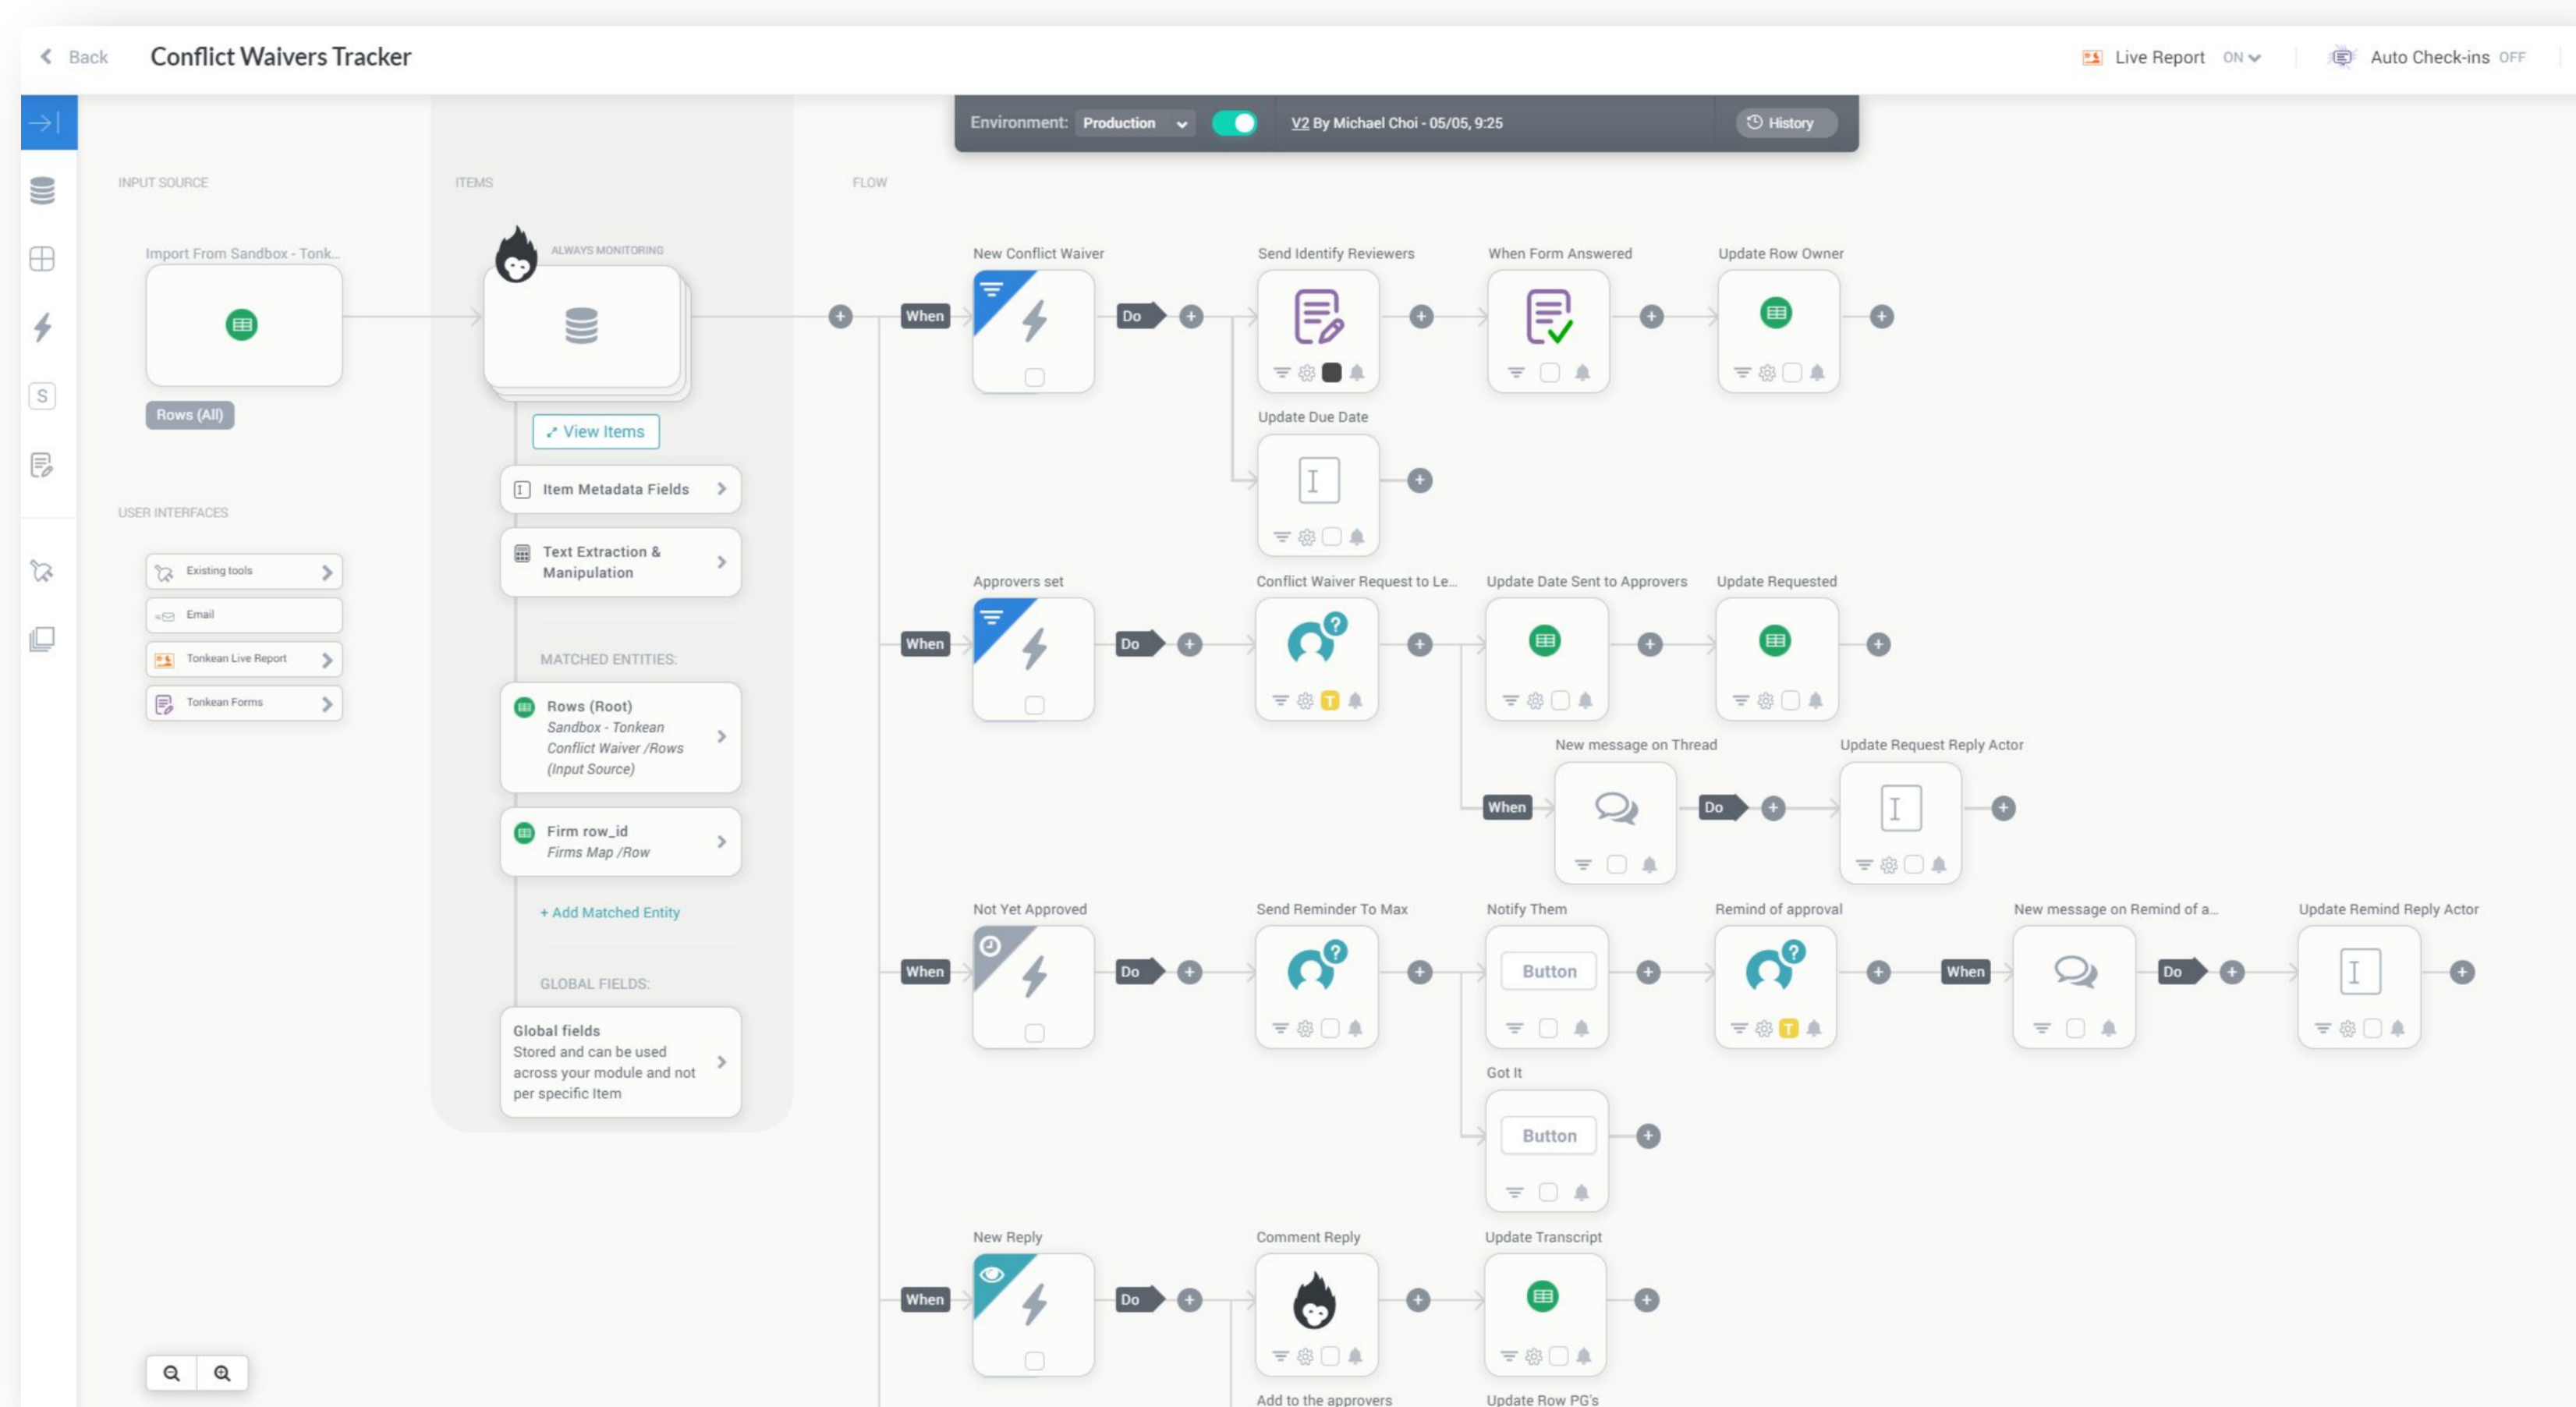 Back
Conflict Waivers Tracker
Live Report ON
Auto Check-ins OFF
Environment: Production
V2 By Michael Choi - 05/05, 9:25
History
INPUT SOURCE
ITEMS
FLOW
Import From Sandbox - Tonk...
Rows (All)
USER INTERFACES
Existing tools
Email
Tonkean Live Report
Tonkean Forms
S
ALWAYS MONITORING
View Items
Item Metadata Fields
Text Extraction &
Manipulation
MATCHED ENTITIES:
Rows (Root)
Sandbox - Tonkean
Conflict Waiver /Rows
(Input Source)
Firm row_id
Firms Map /Row
+ Add Matched Entity
GLOBAL FIELDS:
Global fields
Stored and can be used
across your module and not
per specific Item
New Conflict Waiver
Send Identify Reviewers
When Form Answered
Update Row Owner
When
Do
Update Due Date
I
Approvers set
Conflict Waiver Request to Le...
Update Date Sent to Approvers
Update Requested
When
Do
?
T
New message on Thread
Update Request Reply Actor
When
Do
I
Not Yet Approved
Send Reminder To Max
Notify Them
Remind of approval
New message on Remind of a...
Update Remind Reply Actor
When
Do
?
Button
?
When
Do
I
T
Got It
Button
New Reply
Comment Reply
Update Transcript
When
Do
Add to the approvers
Update Row PG's